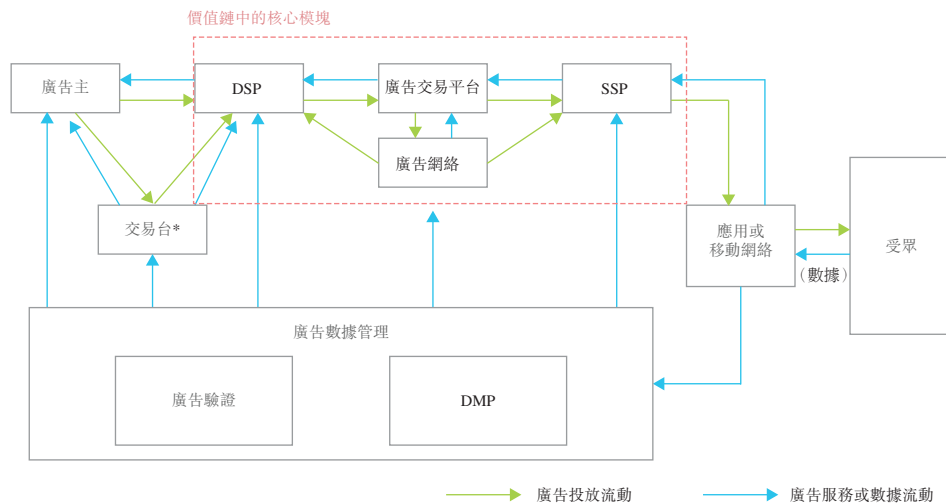 價值鏈中的核心模塊
廣告主
DSP
廣告交易平台
SSP
廣告網絡
交易台*
應用或
移動網絡
受眾
(數據)
廣告數據管理
廣告驗證
DMP
廣告投放流動
廣告服務或數據流動